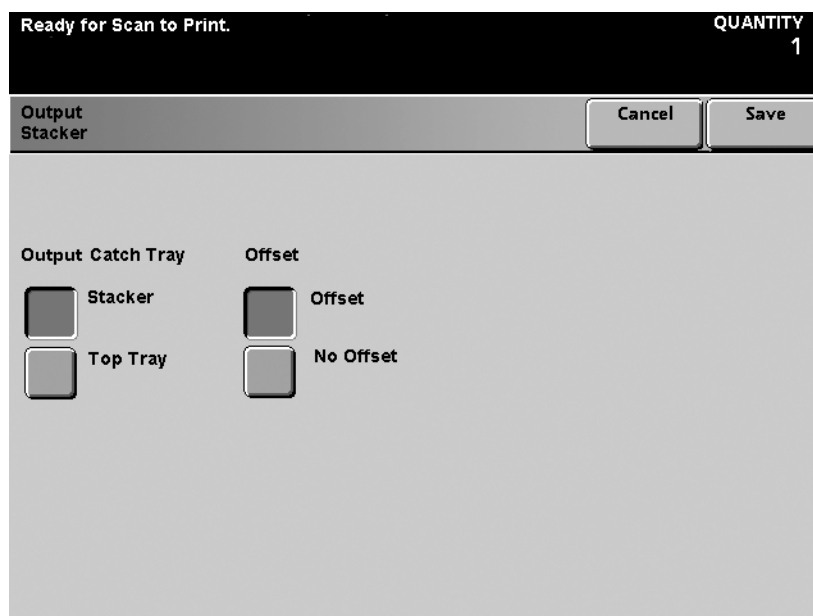 Ready for Scan to Print.
QUANTITY
1
Output
Stacker
Cancel
Save
Output Catch Tray
Offset
Stacker
Offset
Top Tray
No Offset